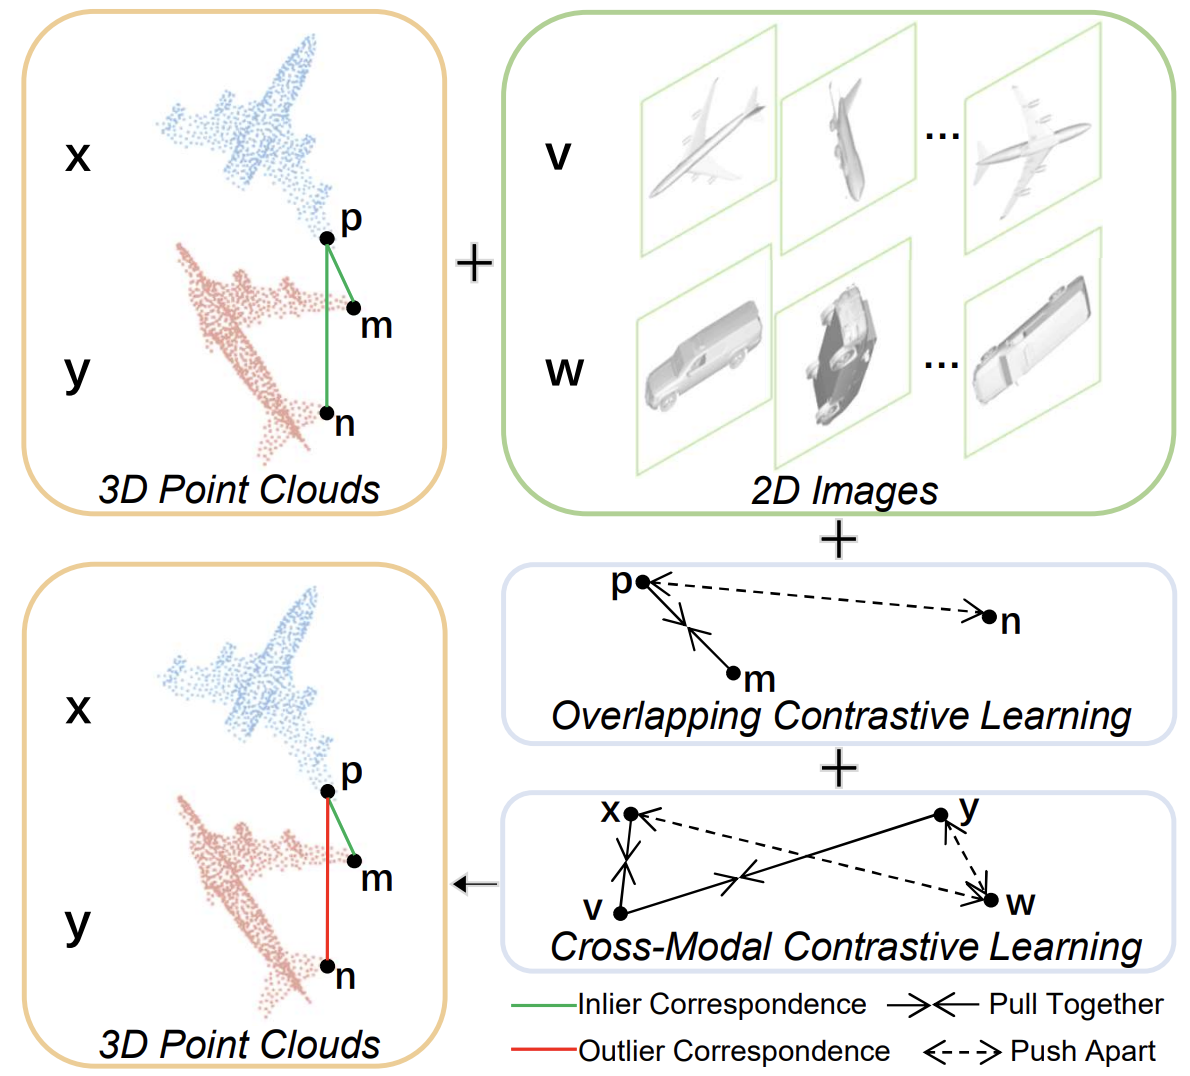 x
p
m
y
n
3D Point Clouds
+
v
...
w
...
2D Images
+
p
n
m
Overlapping Contrastive Learning
+
x
y
v
w
Cross-Modal Contrastive Learning
x
p
m
y
n
3D Point Clouds
Inlier Correspondence
Pull Together
Outlier Correspondence
Push Apart